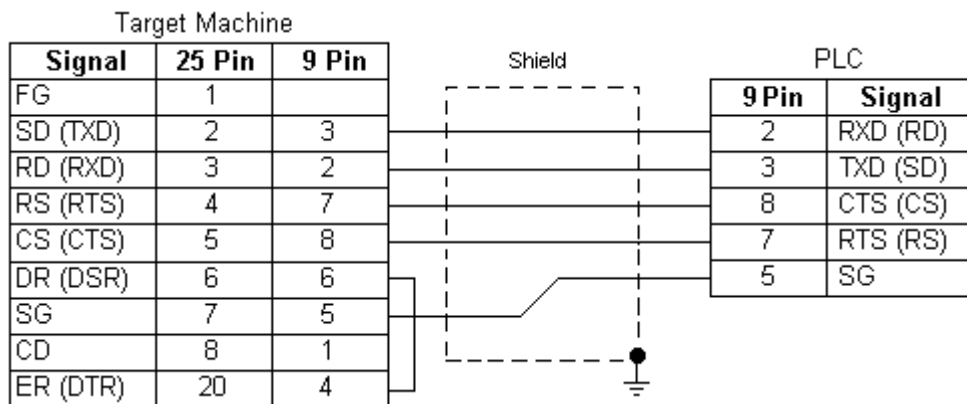 Target Machine
Signal 25 Pin 9 Pin
FG 1
SD (TXD) 2 3
RD (RXD) 3 2
RS (RTS) 4 7
CS (CTS) 5 8
DR (DSR) 6 6
SG 7 5
CD 8 1
ER (DTR) 20 4
Shield
PLC
9 Pin Signal
2 RXD (RD)
3 TXD (SD)
8 CTS (CS)
7 RTS (RS)
5 SG